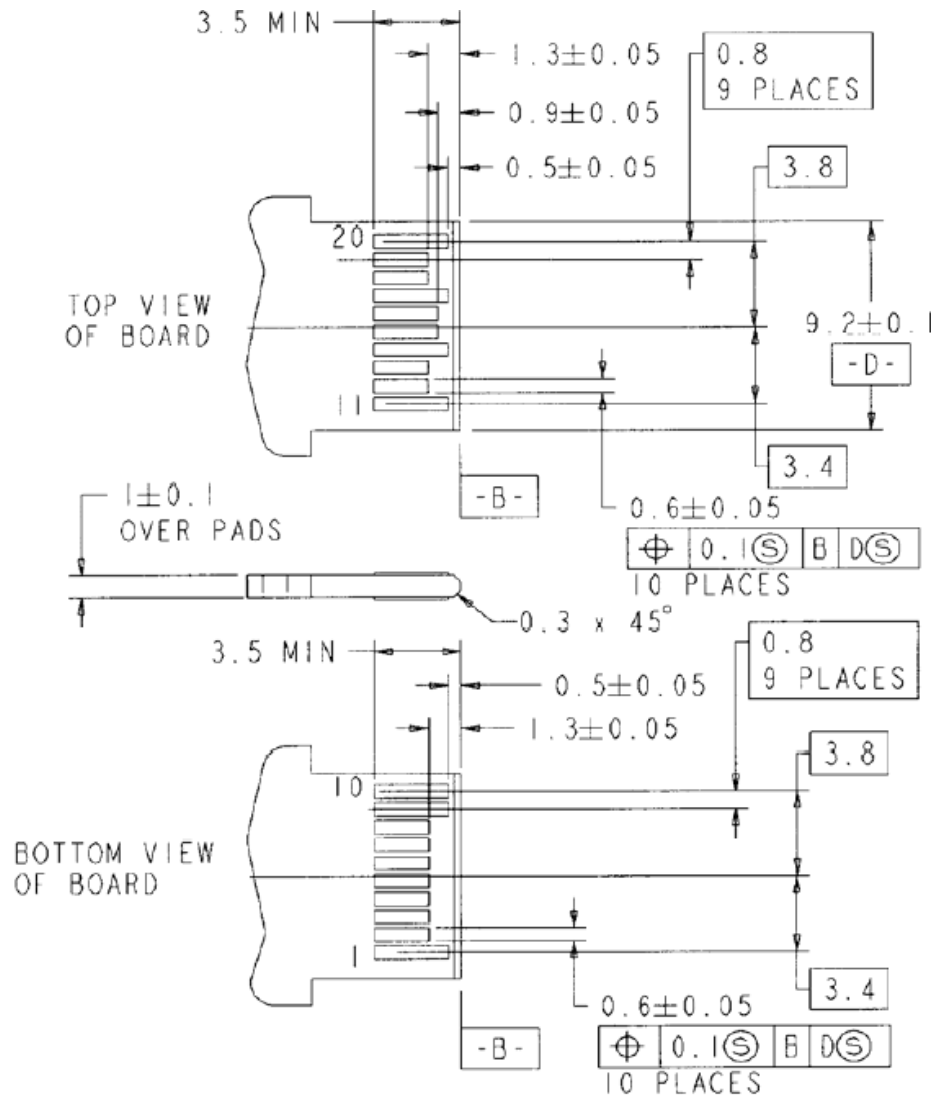 3.5 MIN
1.3±0.05
0.8
9 PLACES
0.9±0.05
0.5±0.05
3.8
20
TOP VIEW
OF BOARD
9.2±0.1
-D-
11
3.4
-B-
1±0.1
OVER PADS
0.6±0.05
⌖ 0.1Ⓢ B DⓈ
10 PLACES
0.3 x 45°
3.5 MIN
0.8
9 PLACES
0.5±0.05
1.3±0.05
3.8
10
BOTTOM VIEW
OF BOARD
1
3.4
0.6±0.05
-B-
⌖ 0.1Ⓢ B DⓈ
10 PLACES